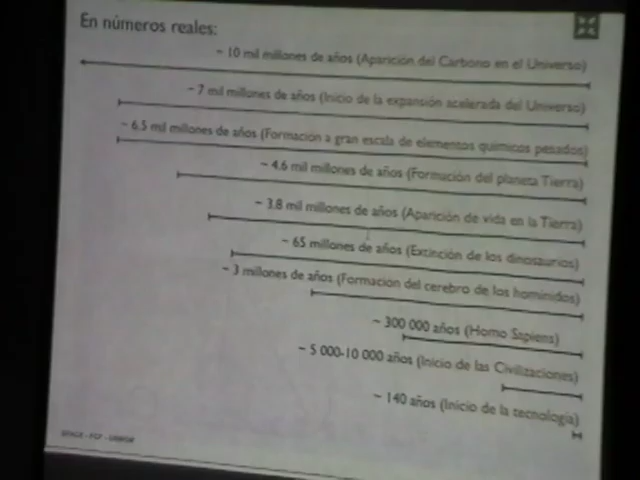 En números reales:
~ 10 mil millones de años (Aparición del Carbono en el Universo)
~ 7 mil millones de años (Inicio de la expansión acelerada del Universo)
~ 6.5 mil millones de años (Formación a gran escala de elementos químicos pesados)
~ 4.6 mil millones de años (Formación del planeta Tierra)
~ 3.8 mil millones de años (Aparición de vida en la Tierra)
~ 65 millones de años (Extinción de los dinosaurios)
~ 3 millones de años (Formación del cerebro de los homínidos)
~ 300 000 años (Homo Sapiens)
~ 5 000-10 000 años (Inicio de las Civilizaciones)
~ 140 años (Inicio de la tecnología)